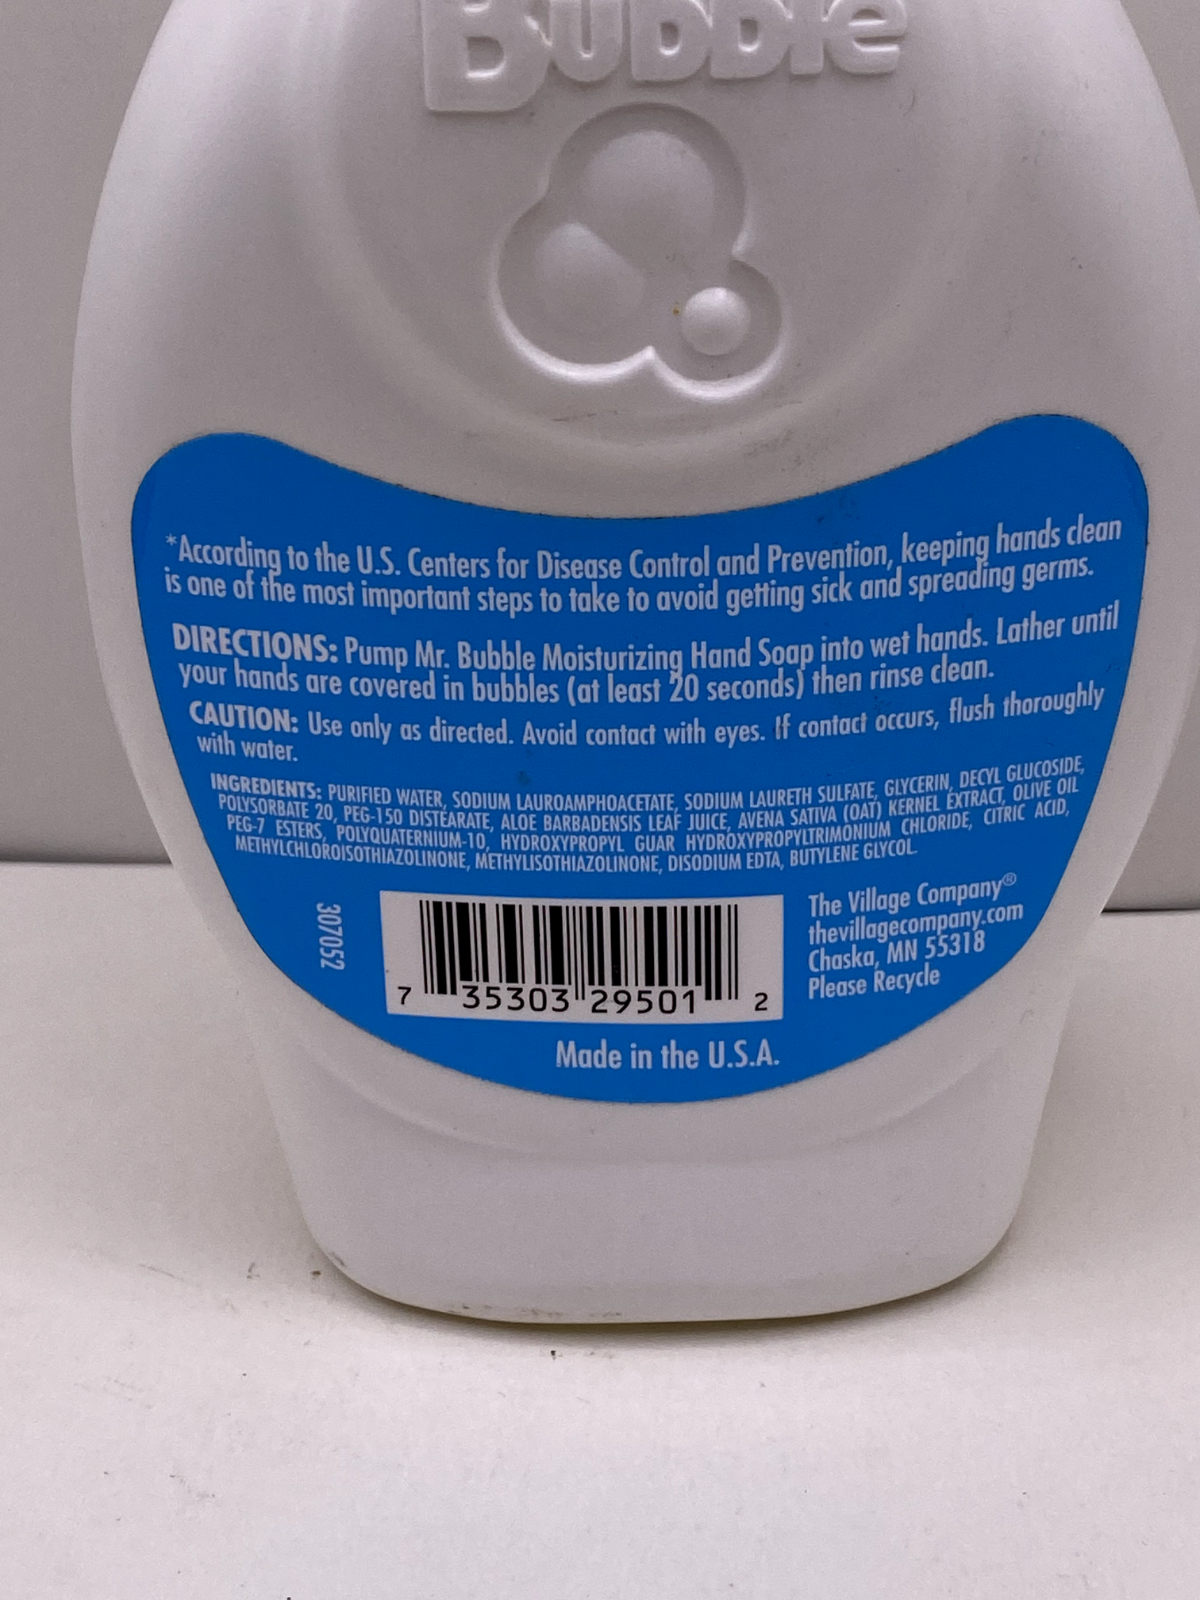 Bubble
*According to the U.S. Centers for Disease Control and Prevention, keeping hands clean
is one of the most important steps to take to avoid getting sick and spreading germs.
DIRECTIONS: Pump Mr. Bubble Moisturizing Hand Soap into wet hands. Lather until
your hands are covered in bubbles (at least 20 seconds) then rinse clean.
CAUTION: Use only as directed. Avoid contact with eyes. If contact occurs, flush thoroughly
with water.
INGREDIENTS: PURIFIED WATER, SODIUM LAUROAMPHOACETATE, SODIUM LAURETH SULFATE, GLYCERIN, DECYL GLUCOSIDE,
POLYSORBATE 20, PEG-150 DISTEARATE, ALOE BARBADENSIS LEAF JUICE, AVENA SATIVA (OAT) KERNEL EXTRACT, OLIVE OIL
PEG-7 ESTERS, POLYQUATERNIUM-10, HYDROXYPROPYL GUAR HYDROXYPROPYLTRIMONIUM CHLORIDE, CITRIC ACID,
METHYLCHLOROISOTHIAZOLINONE, METHYLISOTHIAZOLINONE, DISODIUM EDTA, BUTYLENE GLYCOL.
307052
7 35303 29501 2
The Village Company®
thevillagecompany.com
Chaska, MN 55318
Please Recycle
Made in the U.S.A.